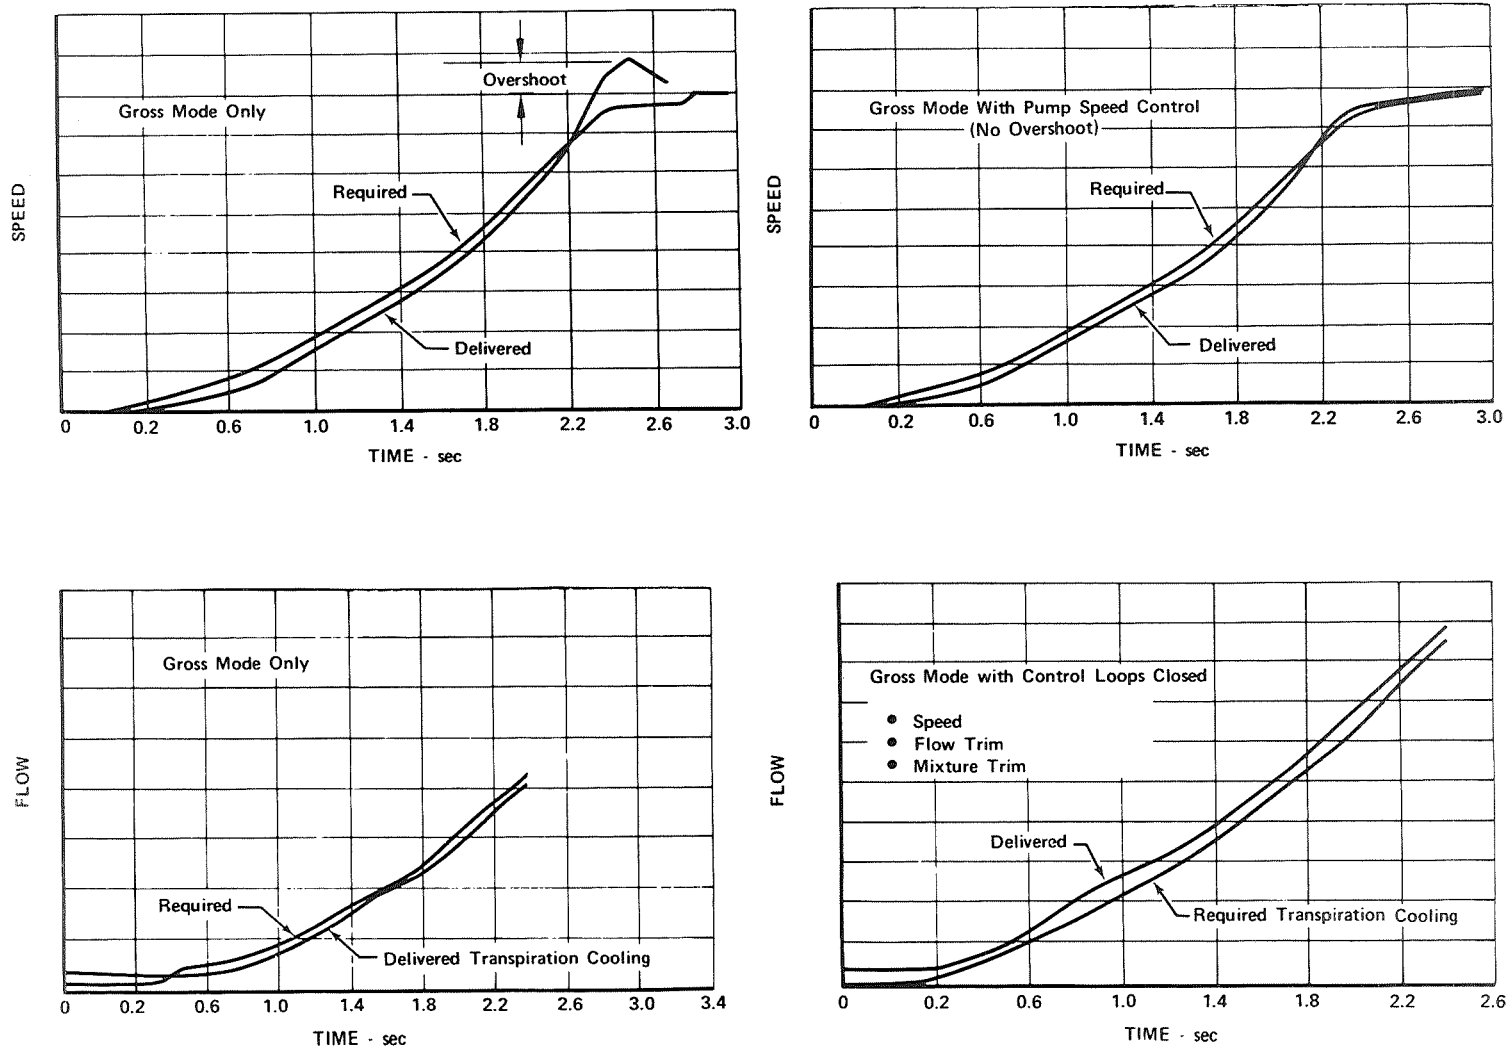 Overshoot
Gross Mode Only
Required
Delivered
SPEED
0 0.2 0.6 1.0 1.4 1.8 2.2 2.6 3.0
TIME - sec
Gross Mode With Pump Speed Control
(No Overshoot)
Required
Delivered
SPEED
0 0.2 0.6 1.0 1.4 1.8 2.2 2.6 3.0
TIME - sec
Gross Mode Only
Required
Delivered Transpiration Cooling
FLOW
0 0.2 0.6 1.0 1.4 1.8 2.2 2.6 3.0 3.4
TIME - sec
Gross Mode with Control Loops Closed
● Speed
● Flow Trim
● Mixture Trim
Delivered
Required Transpiration Cooling
FLOW
0 0.2 0.6 1.0 1.4 1.8 2.2 2.6
TIME - sec